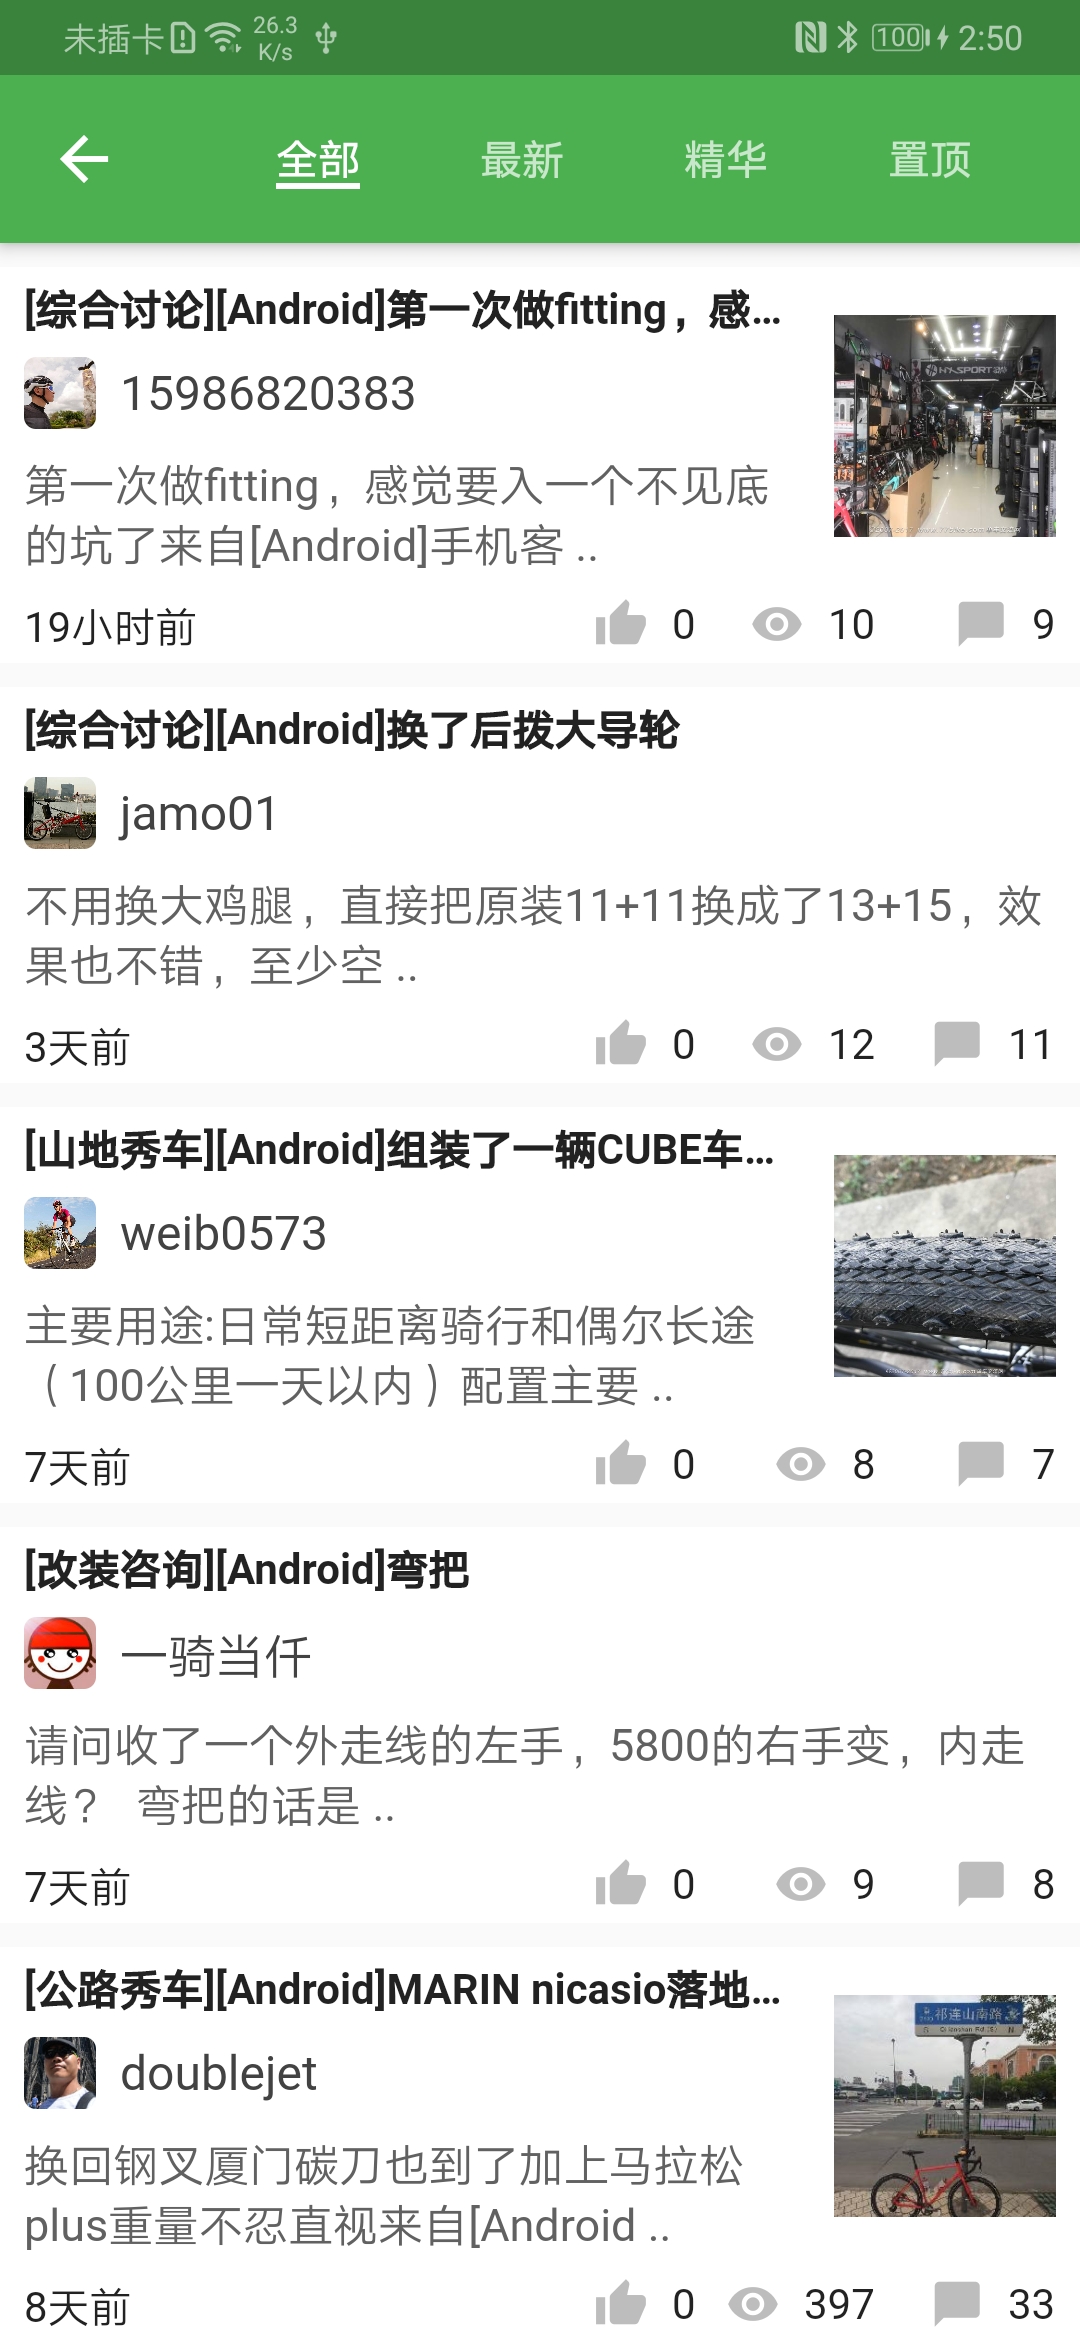 未插卡 26.3 K/s 100 2:50
全部 最新 精华 置顶
[综合讨论][Android]第一次做fitting，感...
15986820383
HY-SPORT
第一次做fitting，感觉要入一个不见底
的坑了来自[Android]手机客 ..
19小时前 0 10 9
[综合讨论][Android]换了后拨大导轮
jamo01
不用换大鸡腿，直接把原装11+11换成了13+15，效
果也不错，至少空 ..
3天前 0 12 11
[山地秀车][Android]组装了一辆CUBE车...
weib0573
主要用途:日常短距离骑行和偶尔长途
（100公里一天以内）配置主要 ..
7天前 0 8 7
[改装咨询][Android]弯把
一骑当仟
请问收了一个外走线的左手，5800的右手变，内走
线？ 弯把的话是 ..
7天前 0 9 8
[公路秀车][Android]MARIN nicasio落地...
祁连山南路
doublejet
换回钢叉厦门碳刀也到了加上马拉松
plus重量不忍直视来自[Android ..
8天前 0 397 33